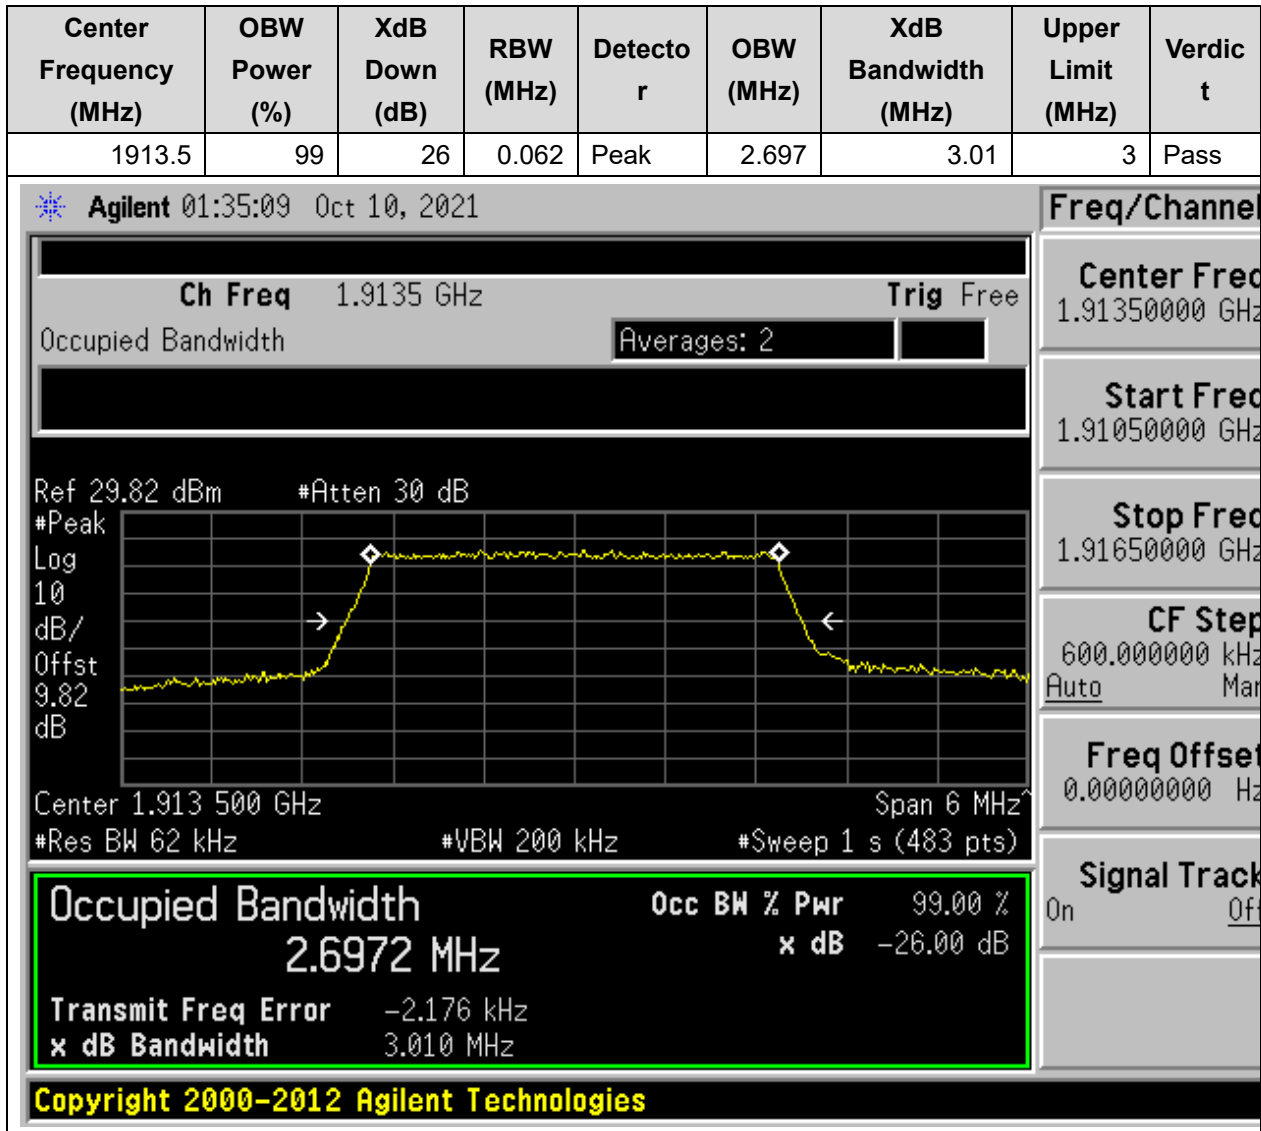 Center Frequency (MHz) OBW Power (%) XdB Down (dB) RBW (MHz) Detector OBW (MHz) XdB Bandwidth (MHz) Upper Limit (MHz) Verdict
1913.5 99 26 0.062 Peak 2.697 3.01 3 Pass
Agilent 01:35:09 Oct 10, 2021
Freq/Channel
Ch Freq 1.9135 GHz Trig Free
Occupied Bandwidth Averages: 2
Center Freq
1.91350000 GHz
Start Freq
1.91050000 GHz
Stop Freq
1.91650000 GHz
CF Step
600.000000 kHz
Auto Man
Freq Offset
0.00000000 Hz
Signal Track
On Off
Ref 29.82 dBm #Atten 30 dB
#Peak
Log
10
dB/
Offst
9.82
dB
Center 1.913 500 GHz Span 6 MHz^
#Res BW 62 kHz #VBW 200 kHz #Sweep 1 s (483 pts)
Occupied Bandwidth Occ BW % Pwr 99.00 %
2.6972 MHz x dB -26.00 dB
Transmit Freq Error -2.176 kHz
x dB Bandwidth 3.010 MHz
Copyright 2000-2012 Agilent Technologies